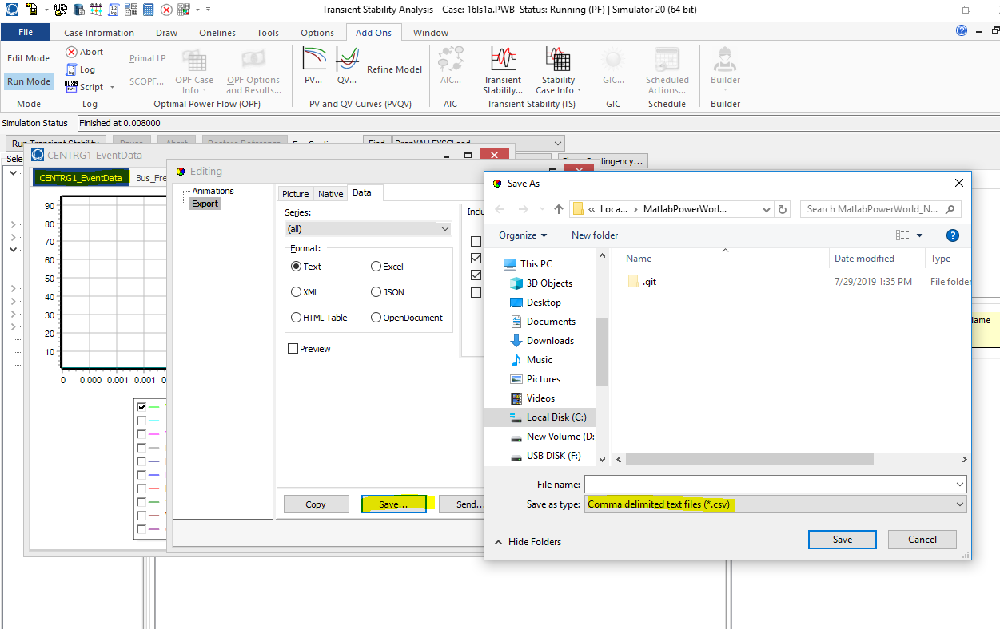 Transient Stability Analysis - Case: 16ls1a.PWB Status: Running (PF) | Simulator 20 (64 bit)
File Case Information Draw Onelines Tools Options Add Ons Window
Edit Mode
Run Mode
Mode
Abort
Log
Script
Log
Primal LP
SCOPF...
OPF Case
Info
OPF Options
and Results...
Optimal Power Flow (OPF)
PV...
QV...
Refine Model
PV and QV Curves (PVQV)
ATC...
ATC
Transient
Stability...
Stability
Case Info
Transient Stability (TS)
GIC...
GIC
Scheduled
Actions...
Schedule
Builder
Builder
Simulation Status Finished at 0.008000
Run Transient Stability Pause Abort Restore Reference Find
Contingency...
Sele
CENTRG1_EventData
CENTRG1_EventData Bus_Fre
90
80
70
60
50
40
30
20
10
0 0.000 0.001 0.001
Editing
Animations
Export
Picture Native Data
Series:
(all)
Format:
Text Excel
XML JSON
HTML Table OpenDocument
Preview
Inclu
Copy Save... Send...
Save As
« Loca... MatlabPowerWorl...
Search MatlabPowerWorld_N...
Organize New folder
This PC
3D Objects
Desktop
Documents
Downloads
Music
Pictures
Videos
Local Disk (C:)
New Volume (D:
USB DISK (F:)
Name Date modified Type
.git 7/29/2019 1:35 PM File folder
File name:
Save as type: Comma delimited text files (*.csv)
Hide Folders
Save Cancel
lame